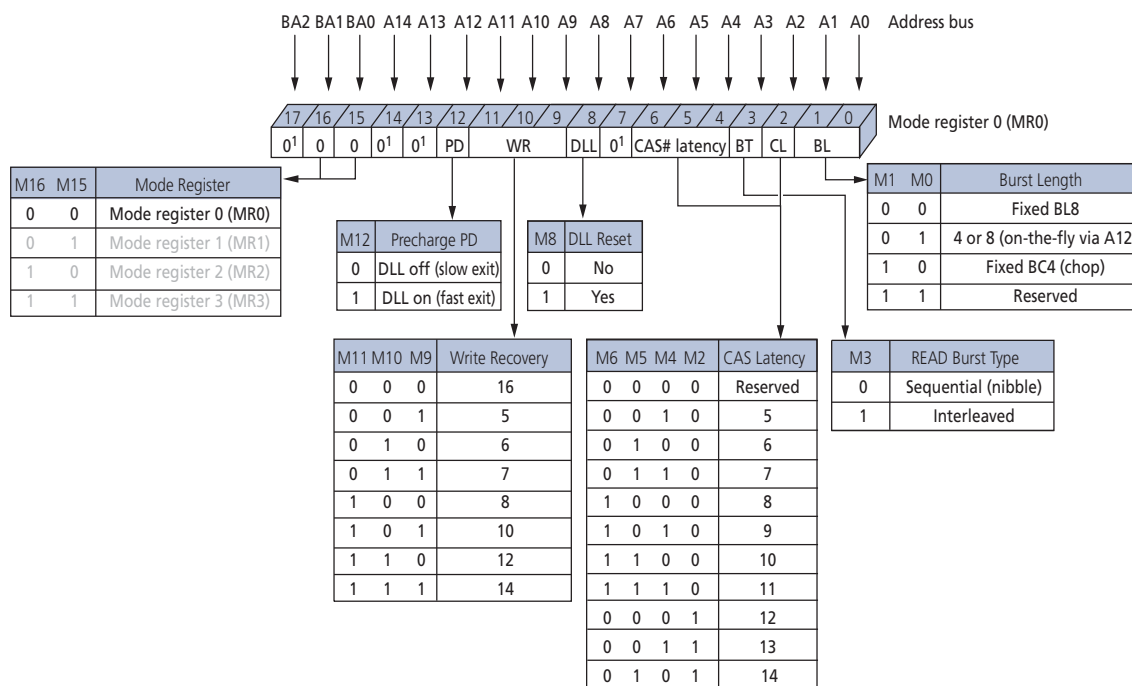 BA2 BA1 BA0 A14 A13 A12 A11 A10 A9 A8 A7 A6 A5 A4 A3 A2 A1 A0 Address bus
17 16 15 14 13 12 11 10 9 8 7 6 5 4 3 2 1 0
Mode register 0 (MR0)
0¹ 0 0 0¹ 0¹ PD WR DLL 0¹ CAS# latency BT CL BL
M16 M15 Mode Register
0 0 Mode register 0 (MR0)
0 1 Mode register 1 (MR1)
1 0 Mode register 2 (MR2)
1 1 Mode register 3 (MR3)
M12 Precharge PD
0 DLL off (slow exit)
1 DLL on (fast exit)
M8 DLL Reset
0 No
1 Yes
M1 M0 Burst Length
0 0 Fixed BL8
0 1 4 or 8 (on-the-fly via A12
1 0 Fixed BC4 (chop)
1 1 Reserved
M11 M10 M9 Write Recovery
0 0 0 16
0 0 1 5
0 1 0 6
0 1 1 7
1 0 0 8
1 0 1 10
1 1 0 12
1 1 1 14
M6 M5 M4 M2 CAS Latency
0 0 0 0 Reserved
0 0 1 0 5
0 1 0 0 6
0 1 1 0 7
1 0 0 0 8
1 0 1 0 9
1 1 0 0 10
1 1 1 0 11
0 0 0 1 12
0 0 1 1 13
0 1 0 1 14
M3 READ Burst Type
0 Sequential (nibble)
1 Interleaved